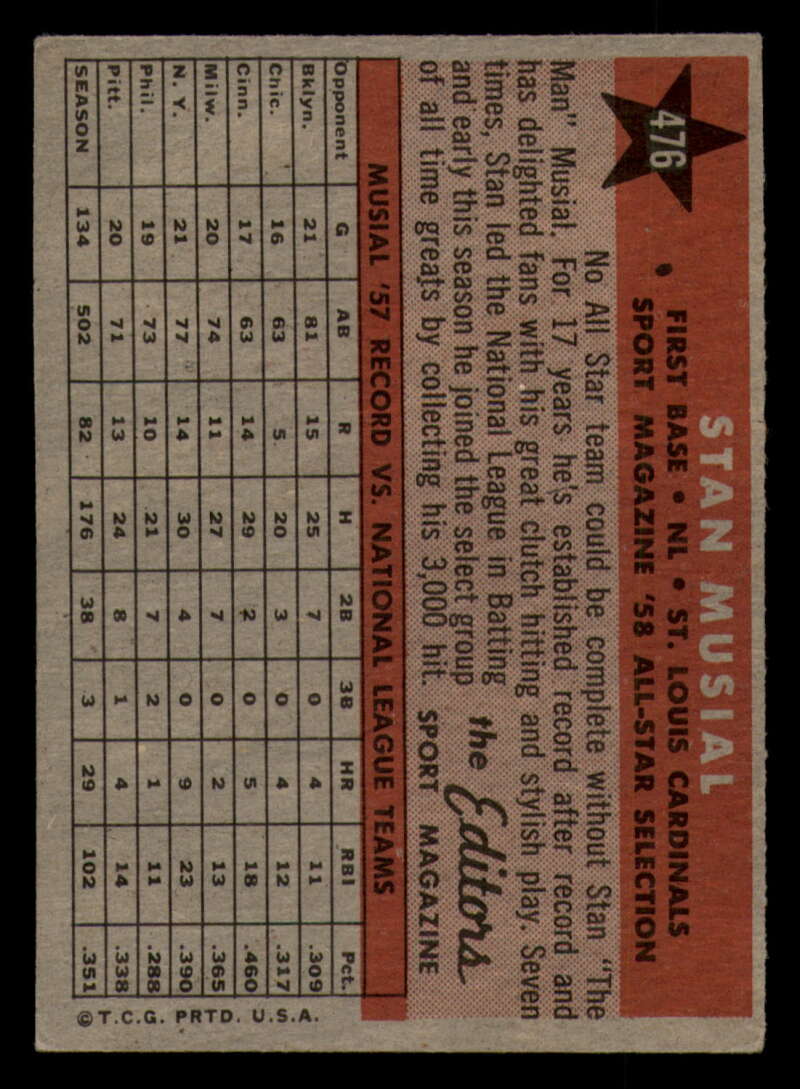 476
STAN MUSIAL
FIRST BASE • NL • ST. LOUIS CARDINALS
• SPORT MAGAZINE '58 ALL-STAR SELECTION
No All Star team could be complete without Stan "The
Man" Musial. For 17 years he's established record after record and
has delighted fans with his great clutch hitting and stylish play. Seven
times, Stan led the National League in Batting
and early this season he joined the select group
of all time greats by collecting his 3,000 hit.
the Editors
SPORT MAGAZINE
MUSIAL '57 RECORD VS. NATIONAL LEAGUE TEAMS
Opponent G AB R H 2B 3B HR RBI Pct.
Bklyn. 21 81 15 25 7 0 4 11 .309
Chic. 16 63 5 20 3 0 4 12 .317
Cinn. 17 63 14 29 2 0 5 18 .460
Milw. 20 74 11 27 7 0 2 13 .365
N. Y. 21 77 14 30 4 0 9 23 .390
Phil. 19 73 10 21 7 2 1 11 .288
Pitt. 20 71 13 24 8 1 4 14 .338
SEASON 134 502 82 176 38 3 29 102 .351
© T.C.G. PRTD. U.S.A.